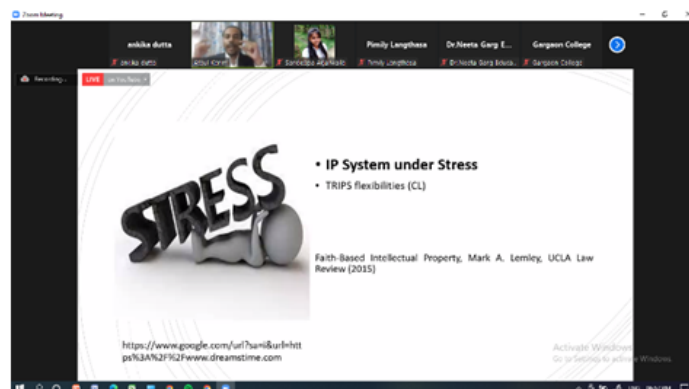 Zoom Meeting
ankika dutta
Pimily Langthasa
Dr.Neeta Garg E...
Gargaon College
ankika dutta
Pimily Langthasa
Gargaon College
Recording...
LIVE
STRESS
• IP System under Stress
• TRIPS flexibilities (CL)
Faith-Based Intellectual Property, Mark A. Lemley, UCLA Law
Review (2015)
https://www.google.com/url?sa=i&url=htt
ps%3A%2F%2Fwww.dreamstime.com
Activate Windows
Go to Settings to activate Windows.